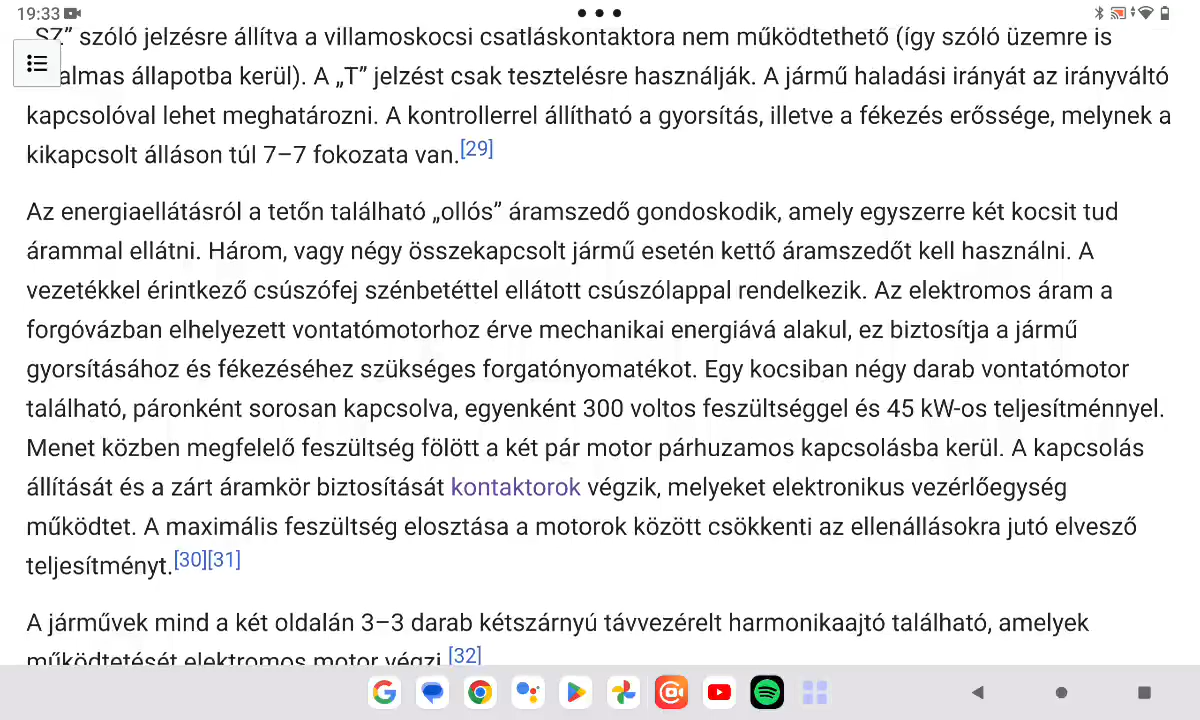 19:33
SZ” szóló jelzésre állítva a villamoskocsi csatláskontaktora nem működtethető (így szóló üzemre is
almas állapotba kerül). A „T” jelzést csak tesztelésre használják. A jármű haladási irányát az irányváltó
kapcsolóval lehet meghatározni. A kontrollerrel állítható a gyorsítás, illetve a fékezés erőssége, melynek a
kikapcsolt álláson túl 7–7 fokozata van.[29]
Az energiaellátásról a tetőn található „ollós” áramszedő gondoskodik, amely egyszerre két kocsit tud
árammal ellátni. Három, vagy négy összekapcsolt jármű esetén kettő áramszedőt kell használni. A
vezetékkel érintkező csúszófej szénbetéttel ellátott csúszólappal rendelkezik. Az elektromos áram a
forgóvázban elhelyezett vontatómotorhoz érve mechanikai energiává alakul, ez biztosítja a jármű
gyorsításához és fékezéséhez szükséges forgatónyomatékot. Egy kocsiban négy darab vontatómotor
található, páronként sorosan kapcsolva, egyenként 300 voltos feszültséggel és 45 kW-os teljesítménnyel.
Menet közben megfelelő feszültség fölött a két pár motor párhuzamos kapcsolásba kerül. A kapcsolás
állítását és a zárt áramkör biztosítását kontaktorok végzik, melyeket elektronikus vezérlőegység
működtet. A maximális feszültség elosztása a motorok között csökkenti az ellenállásokra jutó elvesző
teljesítményt.[30][31]
A járművek mind a két oldalán 3–3 darab kétszárnyú távvezérelt harmonikaajtó található, amelyek
működtetését elektromos motor végzi.[32]